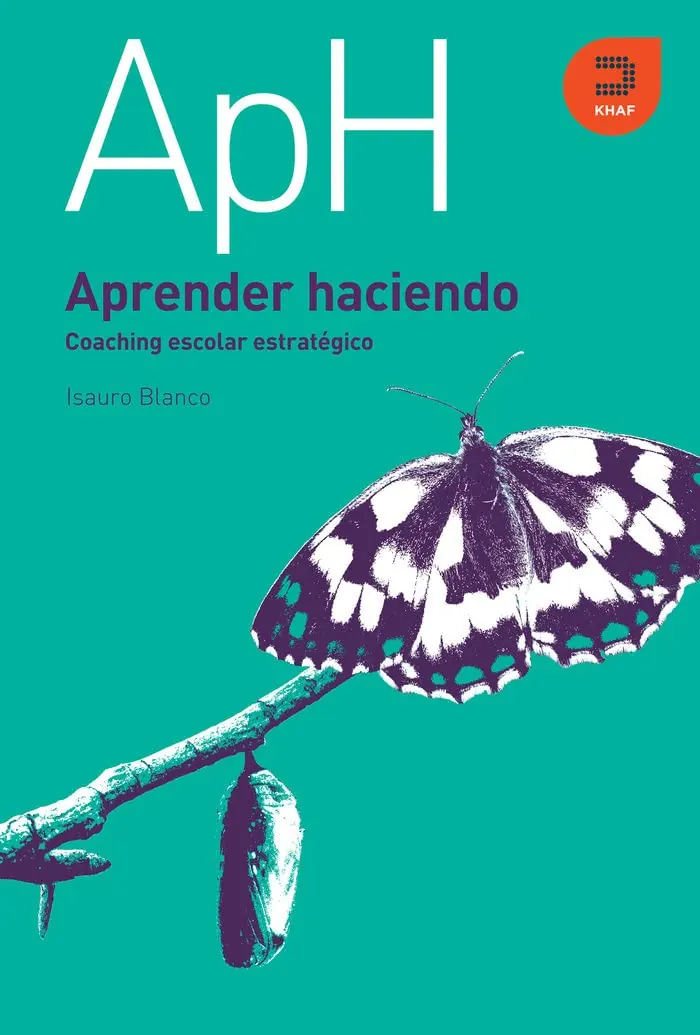 ApH
KHAF
Aprender haciendo
Coaching escolar estratégico
Isauro Blanco